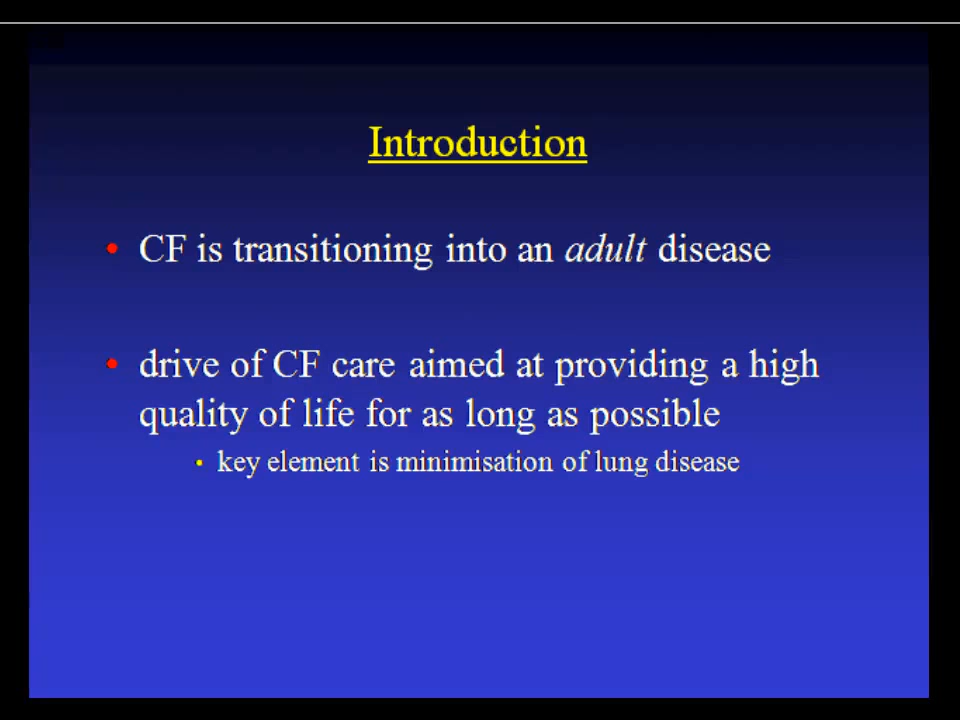 Introduction
• CF is transitioning into an adult disease
• drive of CF care aimed at providing a high
quality of life for as long as possible
• key element is minimisation of lung disease